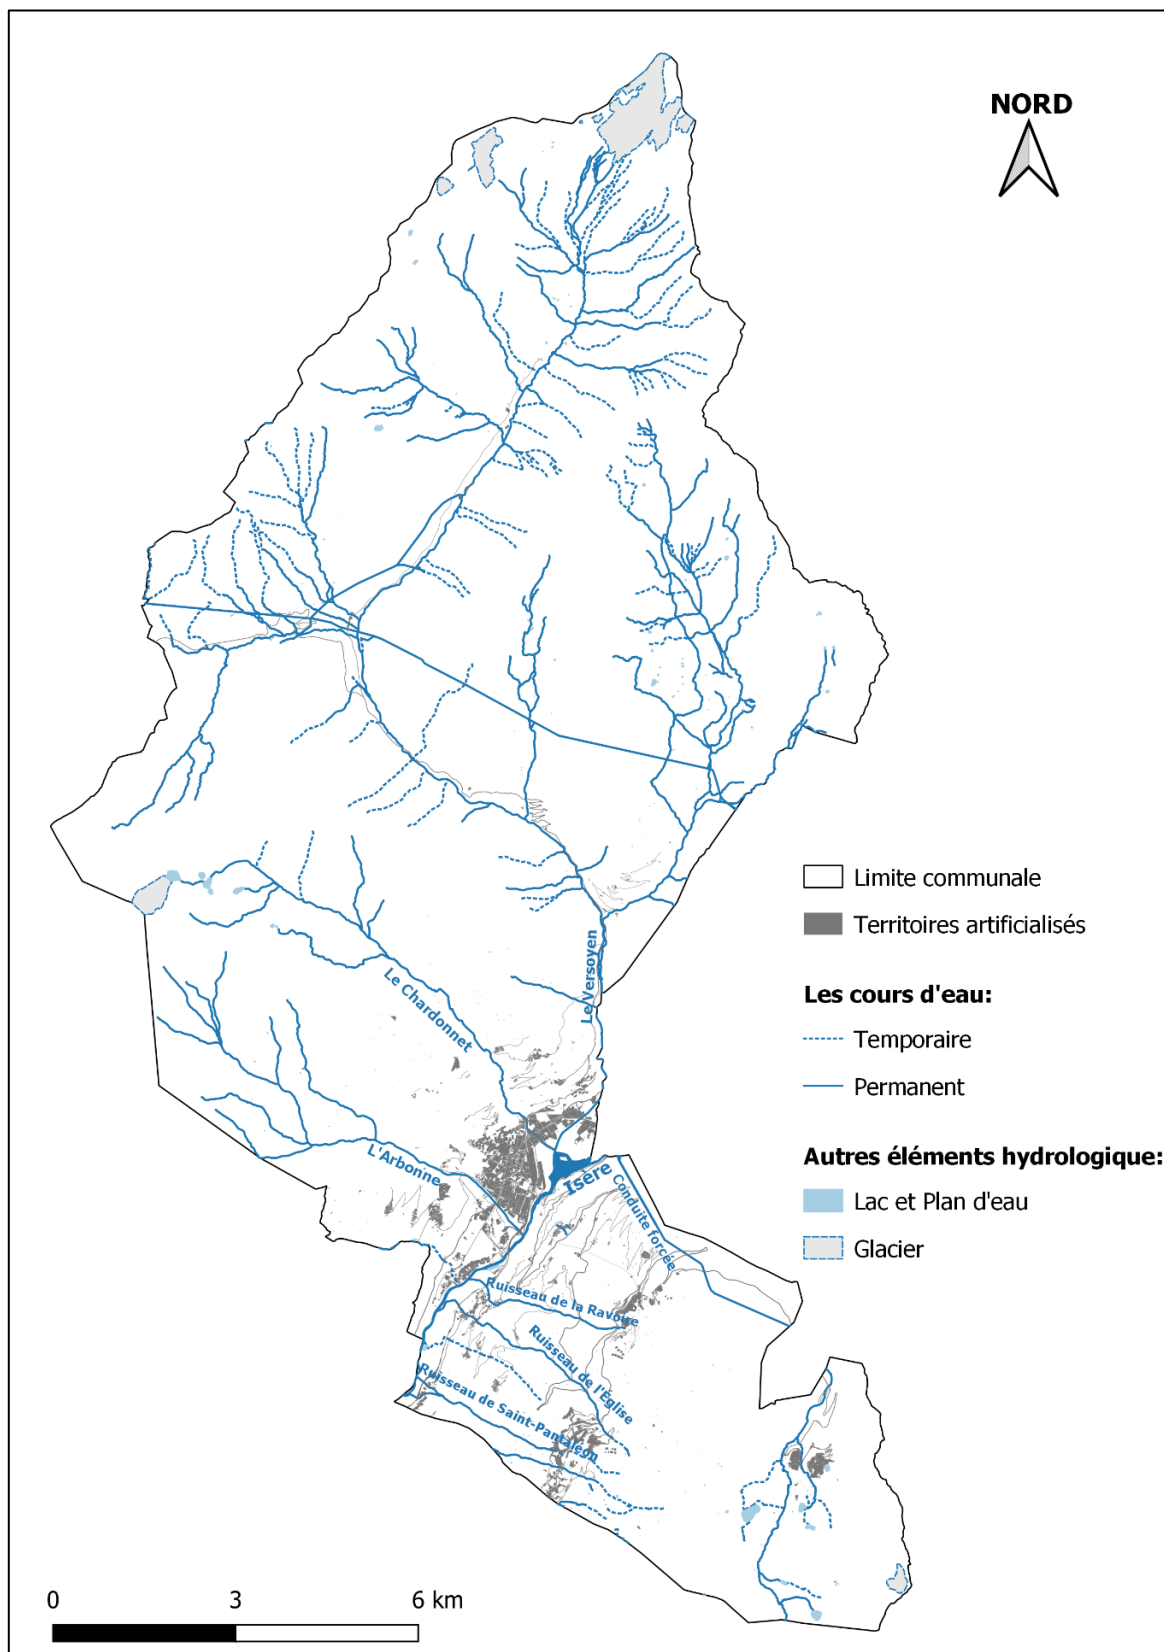 NORD
Limite communale
Territoires artificialisés
Les cours d'eau:
Temporaire
Permanent
Autres éléments hydrologique:
Lac et Plan d'eau
Glacier
Le Versoyen
Le Chardonnet
L'Arbonne
Isère
Conduite forcée
Ruisseau de la Ravoire
Ruisseau de l'Église
Ruisseau de Saint-Pantaléon
0 3 6 km